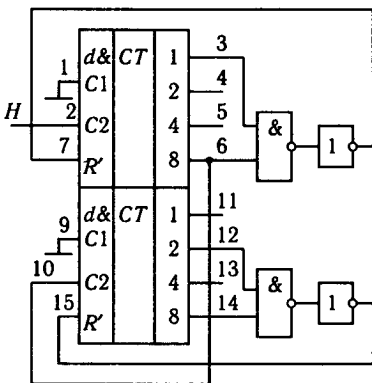 3
d& CT 1
1 C1 4
2
H 2 5
C2 4 & 1
7 6
R' 8
d& CT 11
9 1
C1 12
10 2
C2 13 & 1
15 4 14
R' 8